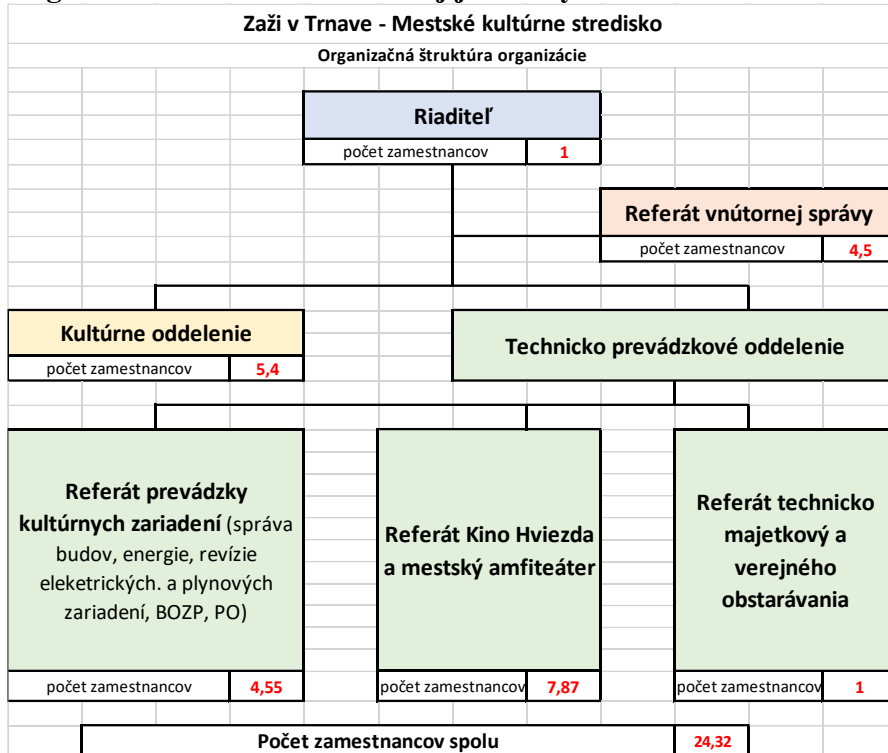 Zaži v Trnave - Mestské kultúrne stredisko
Organizačná štruktúra organizácie
Riaditeľ
počet zamestnancov 1
Referát vnútornej správy
počet zamestnancov 4,5
Kultúrne oddelenie
počet zamestnancov 5,4
Technicko prevádzkové oddelenie
Referát prevádzky
kultúrnych zariadení (správa
budov, energie, revízie
eleketrických. a plynových
zariadení, BOZP, PO)
počet zamestnancov 4,55
Referát Kino Hviezda
a mestský amfiteáter
počet zamestnancov 7,87
Referát technicko
majetkový a
verejného
obstarávania
počet zamestnancov 1
Počet zamestnancov spolu 24,32